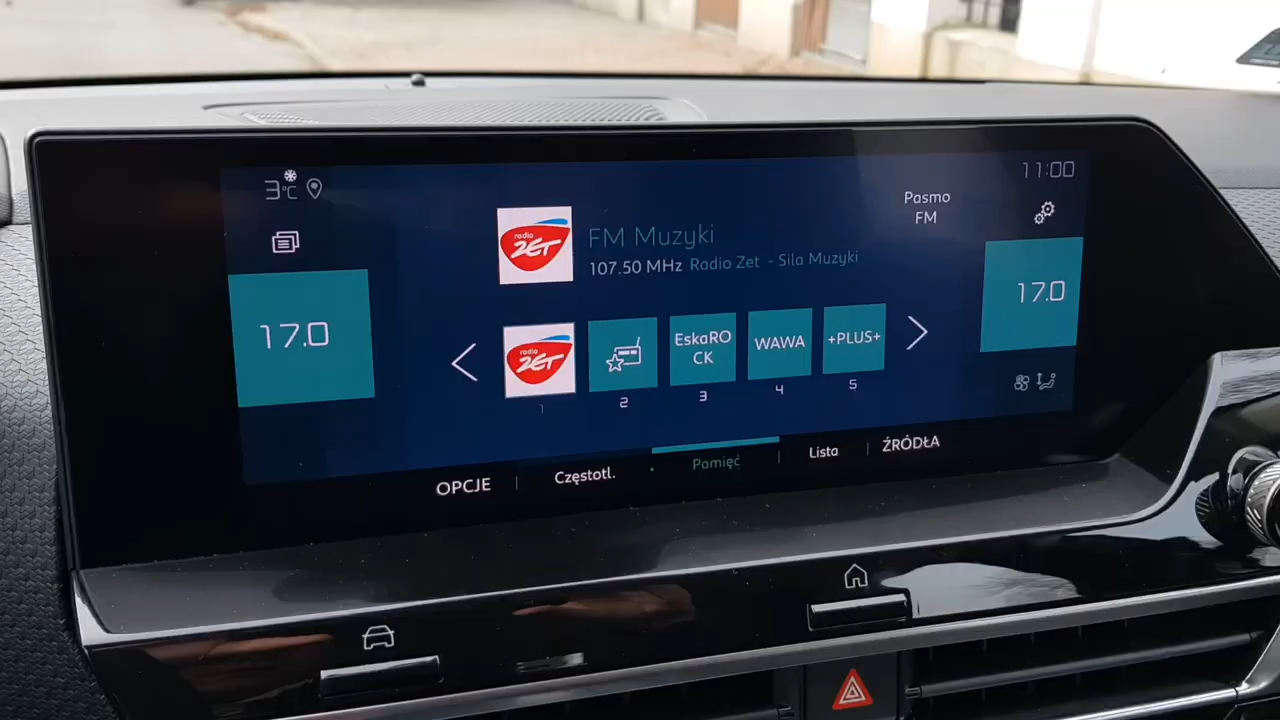 3°C
11:00
Pasmo
FM
radio
ZET
FM Muzyki
107.50 MHz Radio Zet - Sila Muzyki
17.0
17.0
radio
ZET
EskaRO
CK
WAWA
+PLUS+
1
2
3
4
5
OPCJE
Częstotl.
Pamięć
Lista
ŹRÓDŁA